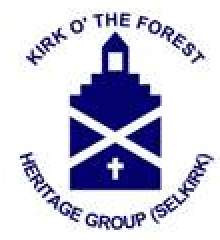 KIRK O' THE FOREST
HERITAGE GROUP (SELKIRK)